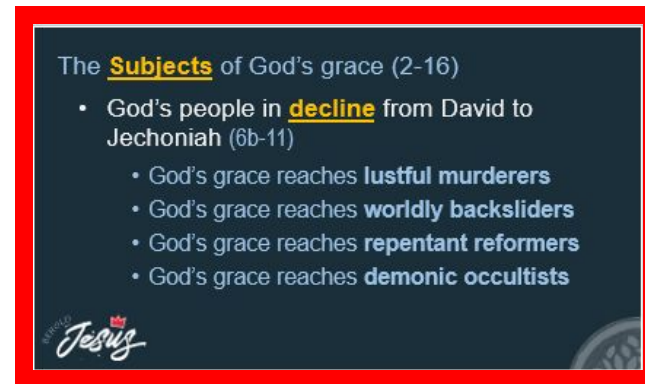 The Subjects of God's grace (2-16)
• God's people in decline from David to
Jechoniah (6b-11)
• God's grace reaches lustful murderers
• God's grace reaches worldly backsliders
• God's grace reaches repentant reformers
• God's grace reaches demonic occultists
BEHOLD
Jesus